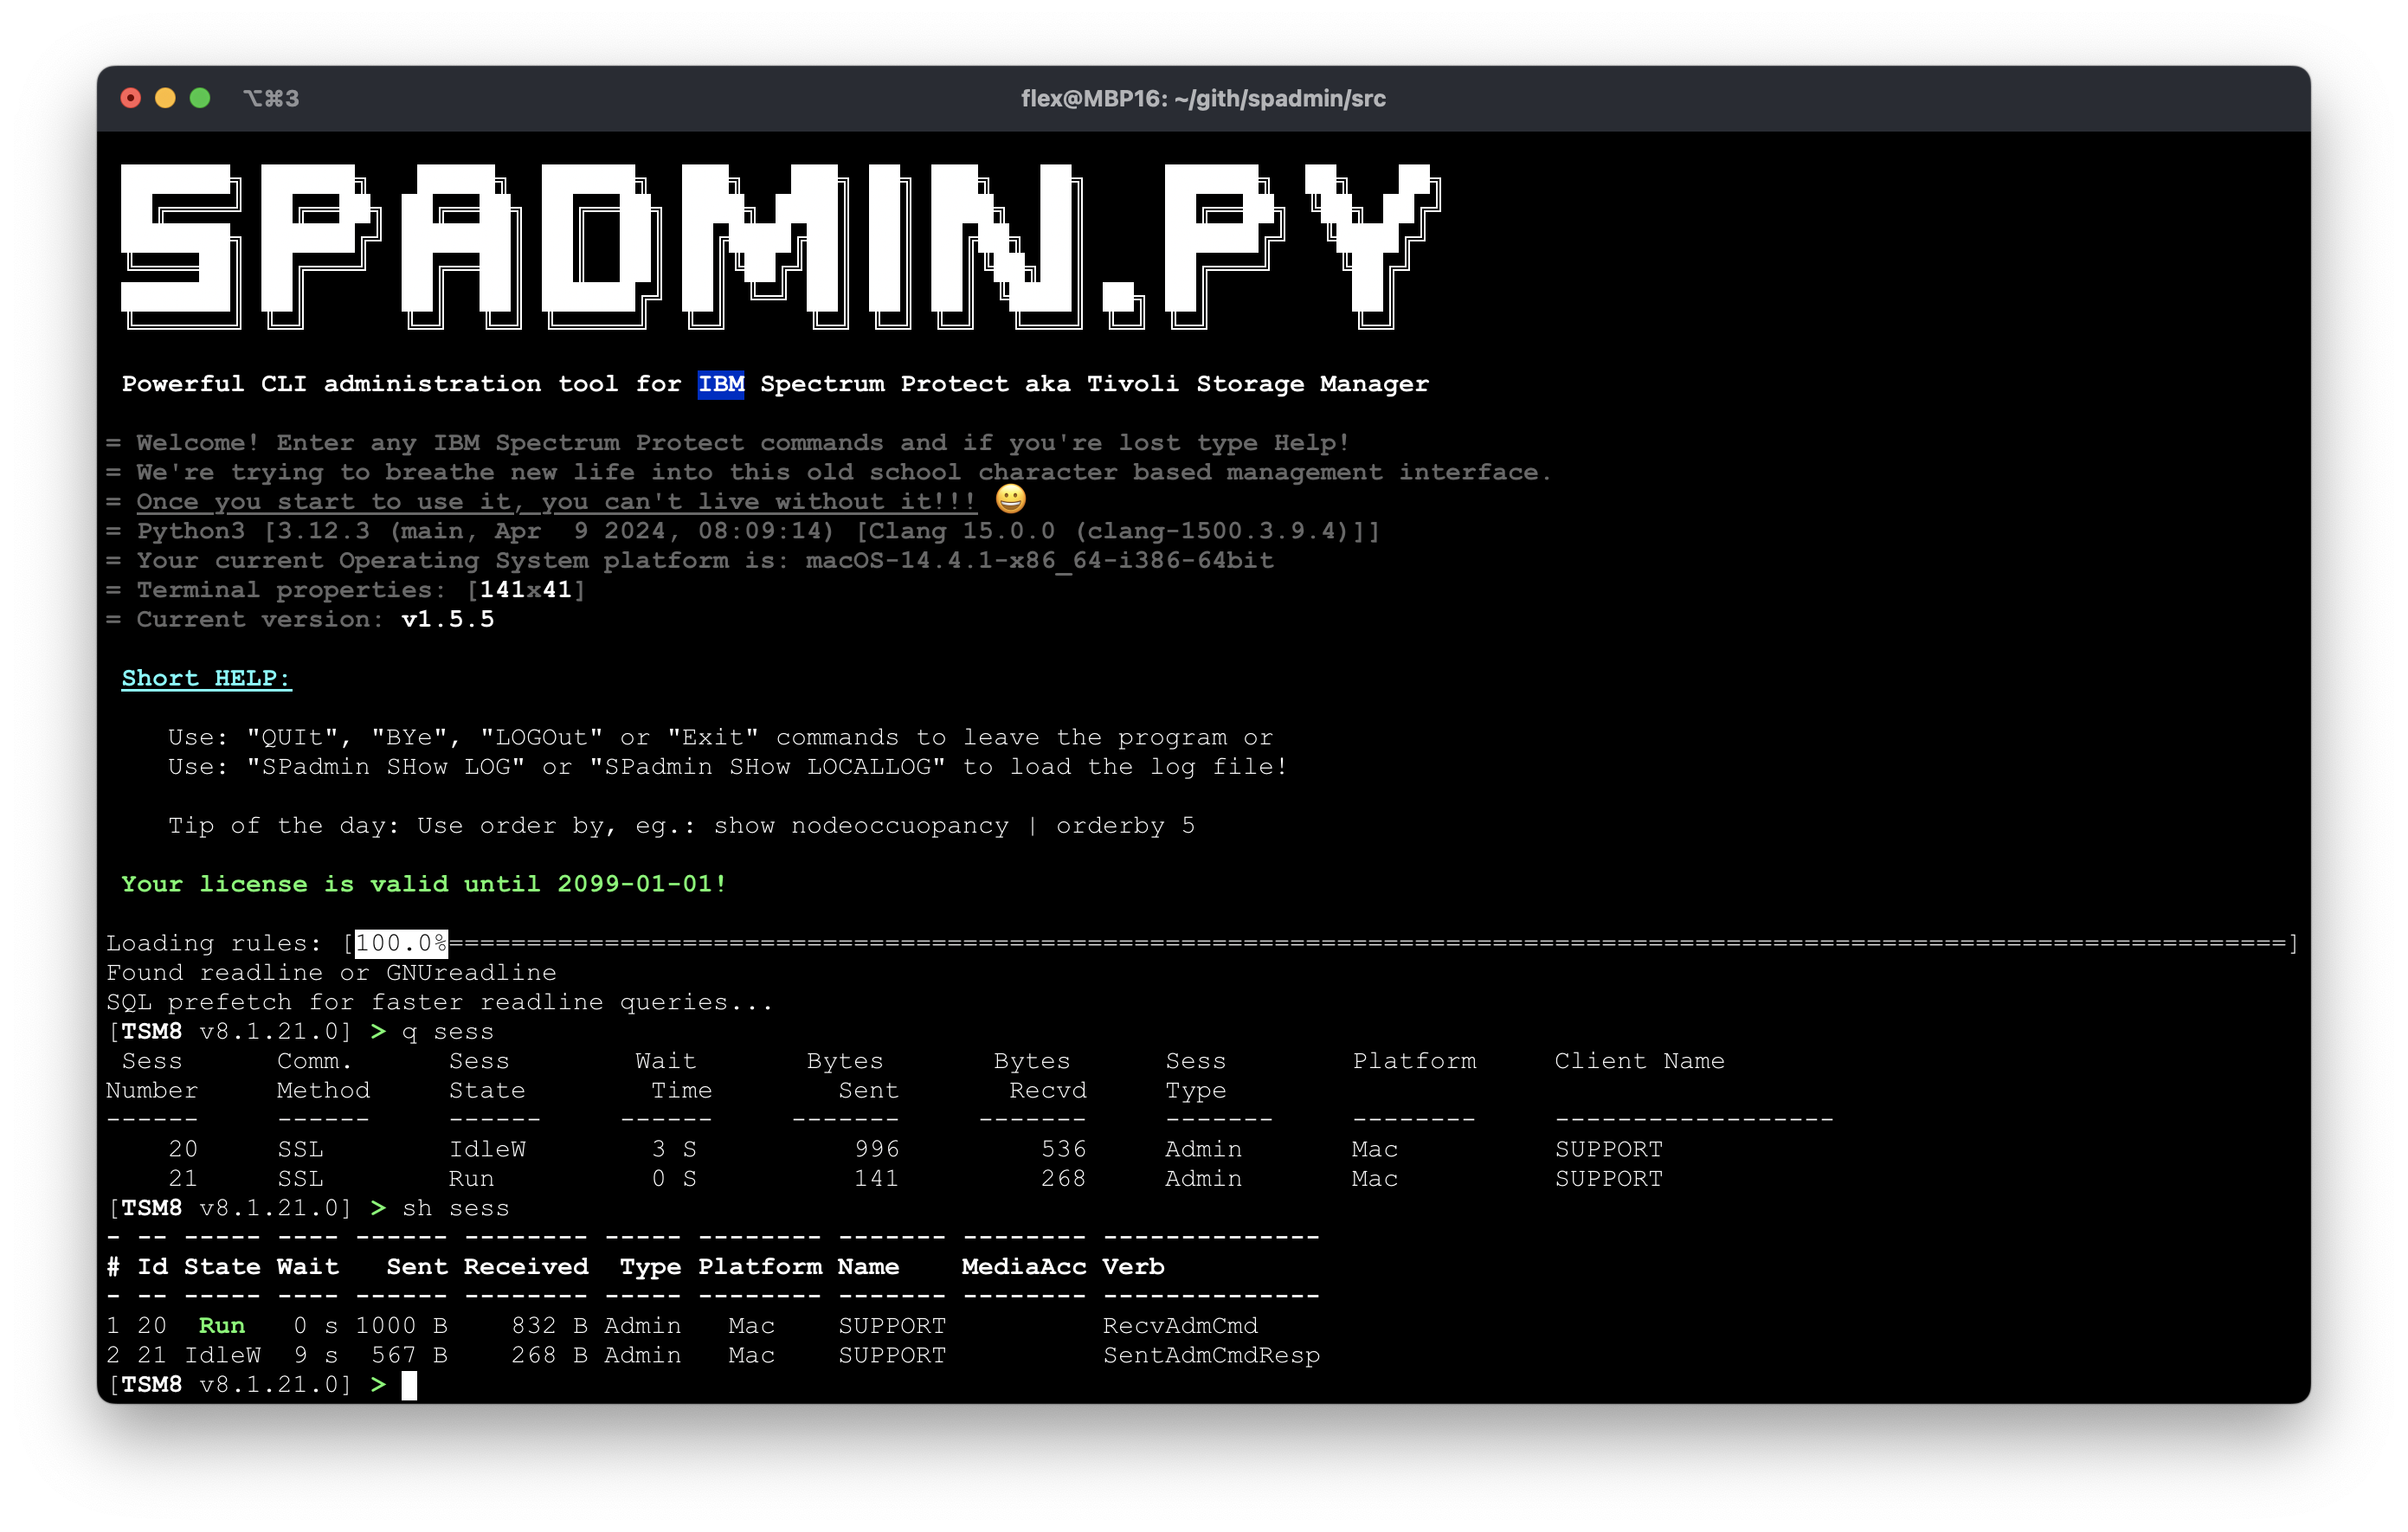 ⌥⌘3 flex@MBP16: ~/gith/spadmin/src
SPADMIN.PY
Powerful CLI administration tool for IBM Spectrum Protect aka Tivoli Storage Manager
= Welcome! Enter any IBM Spectrum Protect commands and if you're lost type Help!
= We're trying to breathe new life into this old school character based management interface.
= Once you start to use it, you can't live without it!!! 😀
= Python3 [3.12.3 (main, Apr  9 2024, 08:09:14) [Clang 15.0.0 (clang-1500.3.9.4)]]
= Your current Operating System platform is: macOS-14.4.1-x86_64-i386-64bit
= Terminal properties: [141x41]
= Current version: v1.5.5
Short HELP:
Use: "QUIt", "BYe", "LOGOut" or "Exit" commands to leave the program or
Use: "SPadmin SHow LOG" or "SPadmin SHow LOCALLOG" to load the log file!
Tip of the day: Use order by, eg.: show nodeoccuopancy | orderby 5
Your license is valid until 2099-01-01!
Loading rules: [100.0%======================================================================================================================]
Found readline or GNUreadline
SQL prefetch for faster readline queries...
[TSM8 v8.1.21.0] > q sess
 Sess      Comm.      Sess        Wait       Bytes       Bytes      Sess        Platform     Client Name
Number     Method     State        Time        Sent       Recvd     Type
------     ------     ------     ------     -------     -------     -------     --------     ------------------
    20     SSL        IdleW        3 S          996         536     Admin       Mac          SUPPORT
    21     SSL        Run          0 S          141         268     Admin       Mac          SUPPORT
[TSM8 v8.1.21.0] > sh sess
- -- ----- ---- ------ -------- ----- -------- ------- -------- --------------
# Id State Wait   Sent Received  Type Platform Name    MediaAcc Verb
- -- ----- ---- ------ -------- ----- -------- ------- -------- --------------
1 20  Run   0 s 1000 B    832 B Admin   Mac    SUPPORT          RecvAdmCmd
2 21 IdleW  9 s  567 B    268 B Admin   Mac    SUPPORT          SentAdmCmdResp
[TSM8 v8.1.21.0] >